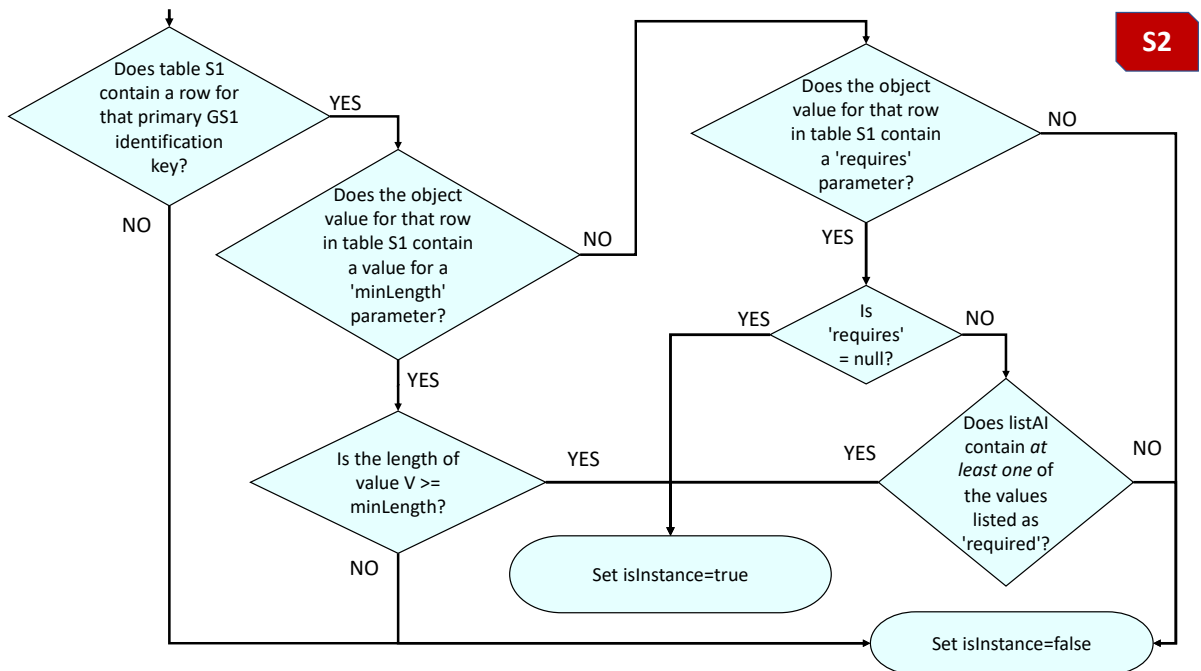 S2
Does table S1
contain a row for
that primary GS1
identification
key?
YES
NO
Does the object
value for that row
in table S1 contain
a value for a
'minLength'
parameter?
NO
YES
Does the object
value for that row
in table S1 contain
a 'requires'
parameter?
NO
YES
Is
'requires'
= null?
YES
NO
Is the length of
value V >=
minLength?
YES
NO
Does listAI
contain at
least one of
the values
listed as
'required'?
YES
NO
Set isInstance=true
Set isInstance=false